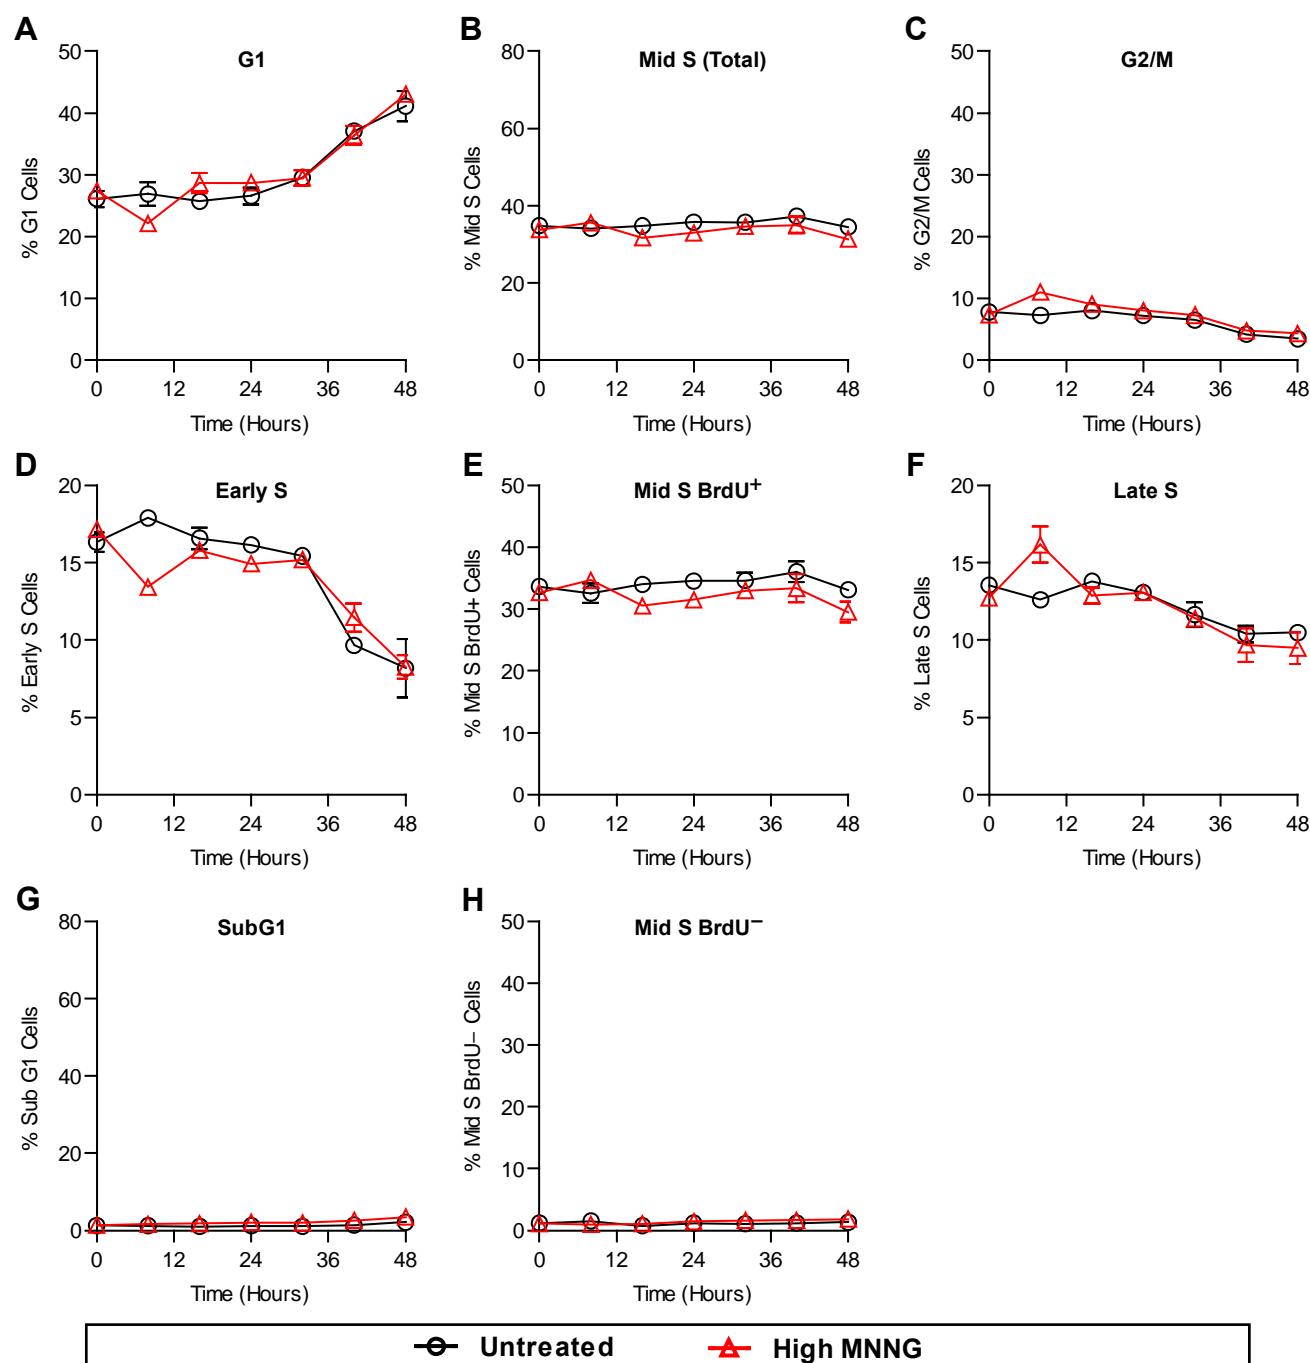 A
G1
% G1 Cells
50
40
30
20
10
0
0 12 24 36 48
Time (Hours)
B
Mid S (Total)
% Mid S Cells
80
60
40
20
0
0 12 24 36 48
Time (Hours)
C
G2/M
% G2/M Cells
50
40
30
20
10
0
0 12 24 36 48
Time (Hours)
D
Early S
% Early S Cells
20
15
10
5
0
0 12 24 36 48
Time (Hours)
E
Mid S BrdU⁺
% Mid S BrdU+ Cells
50
40
30
20
10
0
0 12 24 36 48
Time (Hours)
F
Late S
% Late S Cells
20
15
10
5
0
0 12 24 36 48
Time (Hours)
G
SubG1
% Sub G1 Cells
80
60
40
20
0
0 12 24 36 48
Time (Hours)
H
Mid S BrdU⁻
% Mid S BrdU− Cells
50
40
30
20
10
0
0 12 24 36 48
Time (Hours)
Untreated High MNNG